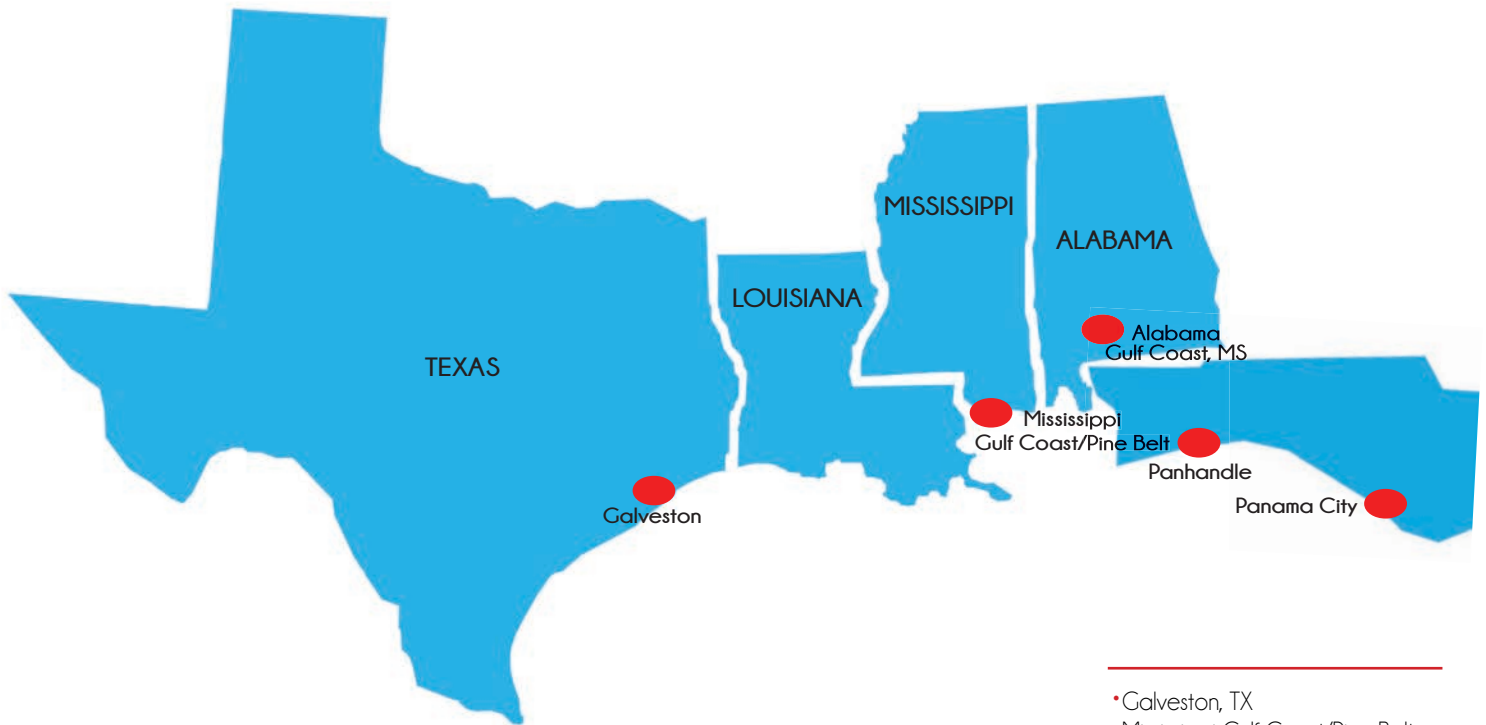 MISSISSIPPI
ALABAMA
LOUISIANA
TEXAS
Alabama
Gulf Coast, MS
Mississippi
Gulf Coast/Pine Belt
Panhandle
Galveston
Panama City
•Galveston, TX